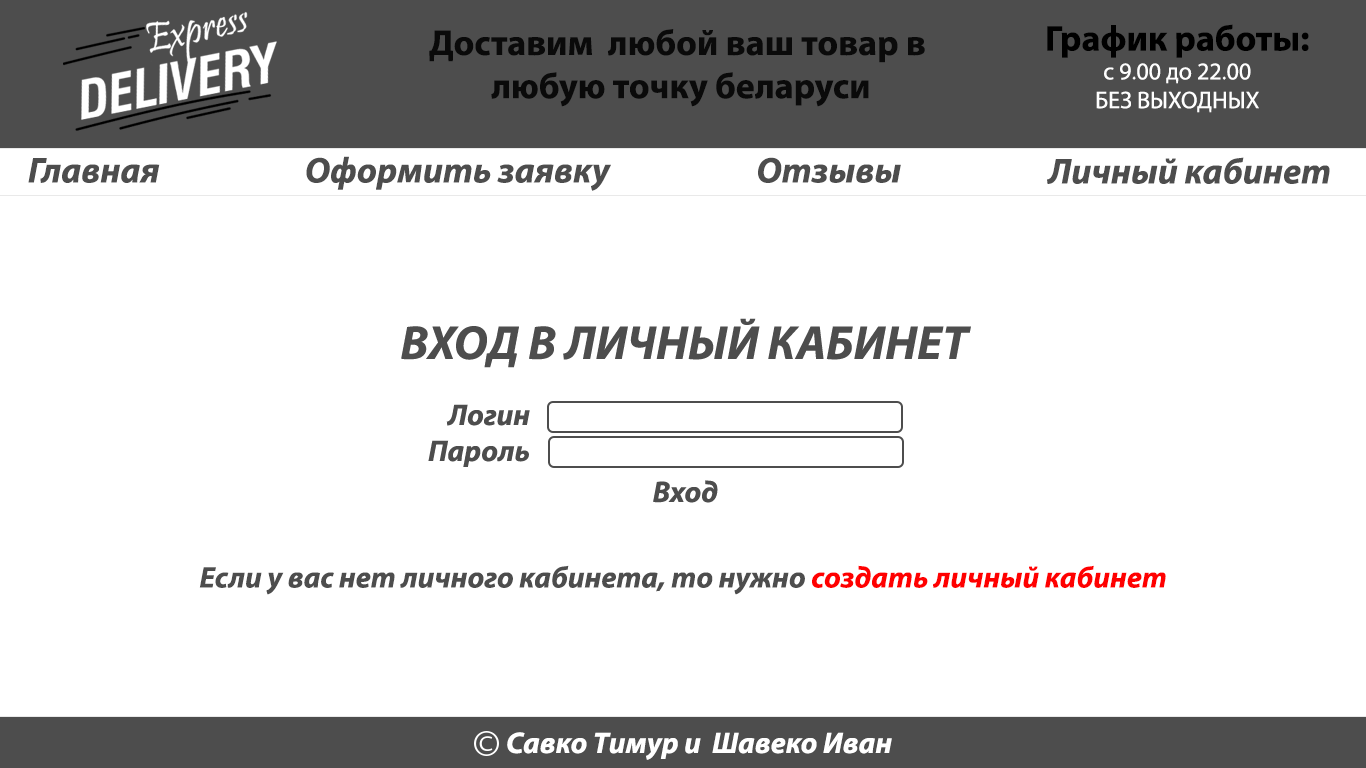 Express
DELIVERY
Доставим любой ваш товар в
любую точку беларуси
График работы:
с 9.00 до 22.00
БЕЗ ВЫХОДНЫХ
Главная Оформить заявку Отзывы Личный кабинет
ВХОД В ЛИЧНЫЙ КАБИНЕТ
Логин
Пароль
Вход
Если у вас нет личного кабинета, то нужно создать личный кабинет
© Савко Тимур и Шавеко Иван